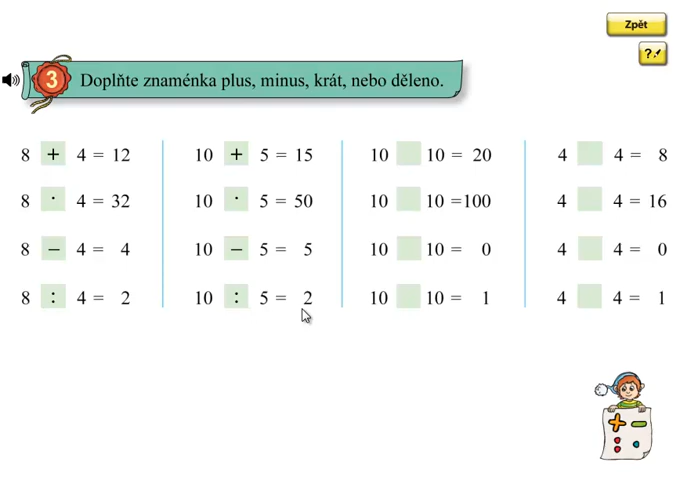 Zpět
?
3 Doplňte znaménka plus, minus, krát, nebo děleno.
8 + 4 = 12 10 + 5 = 15 10 10 = 20 4 4 = 8
8 · 4 = 32 10 · 5 = 50 10 10 =100 4 4 = 16
8 − 4 = 4 10 − 5 = 5 10 10 = 0 4 4 = 0
8 : 4 = 2 10 : 5 = 2 10 10 = 1 4 4 = 1
+ −
: ·